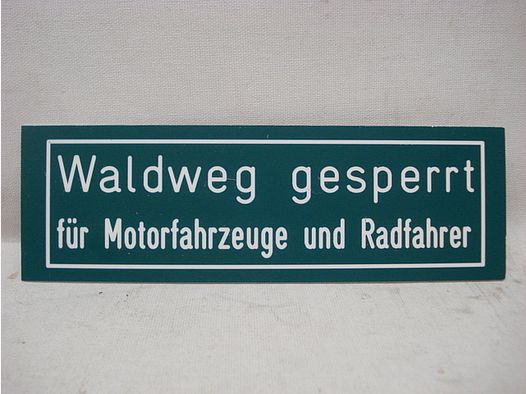 Waldweg gesperrt
für Motorfahrzeuge und Radfahrer